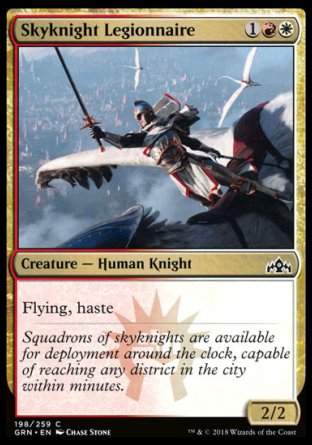 Skyknight Legionnaire 1
Creature — Human Knight
Flying, haste
Squadrons of skyknights are available
for deployment around the clock, capable
of reaching any district in the city
within minutes.
2/2
198/259 C
GRN • EN Chase Stone
™ & © 2018 Wizards of the Coast